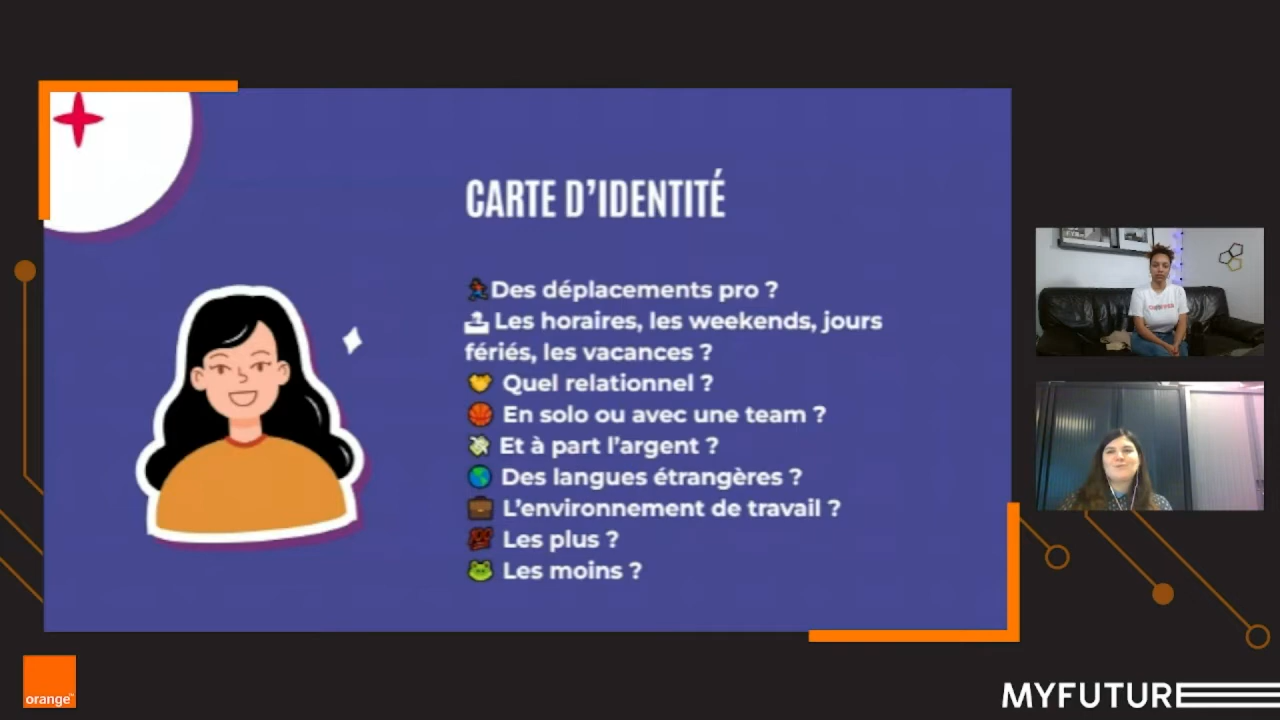 CARTE D'IDENTITÉ
Des déplacements pro ?
Les horaires, les weekends, jours
fériés, les vacances ?
Quel relationnel ?
En solo ou avec une team ?
Et à part l'argent ?
Des langues étrangères ?
L'environnement de travail ?
Les plus ?
Les moins ?
orange™
MYFUTURE